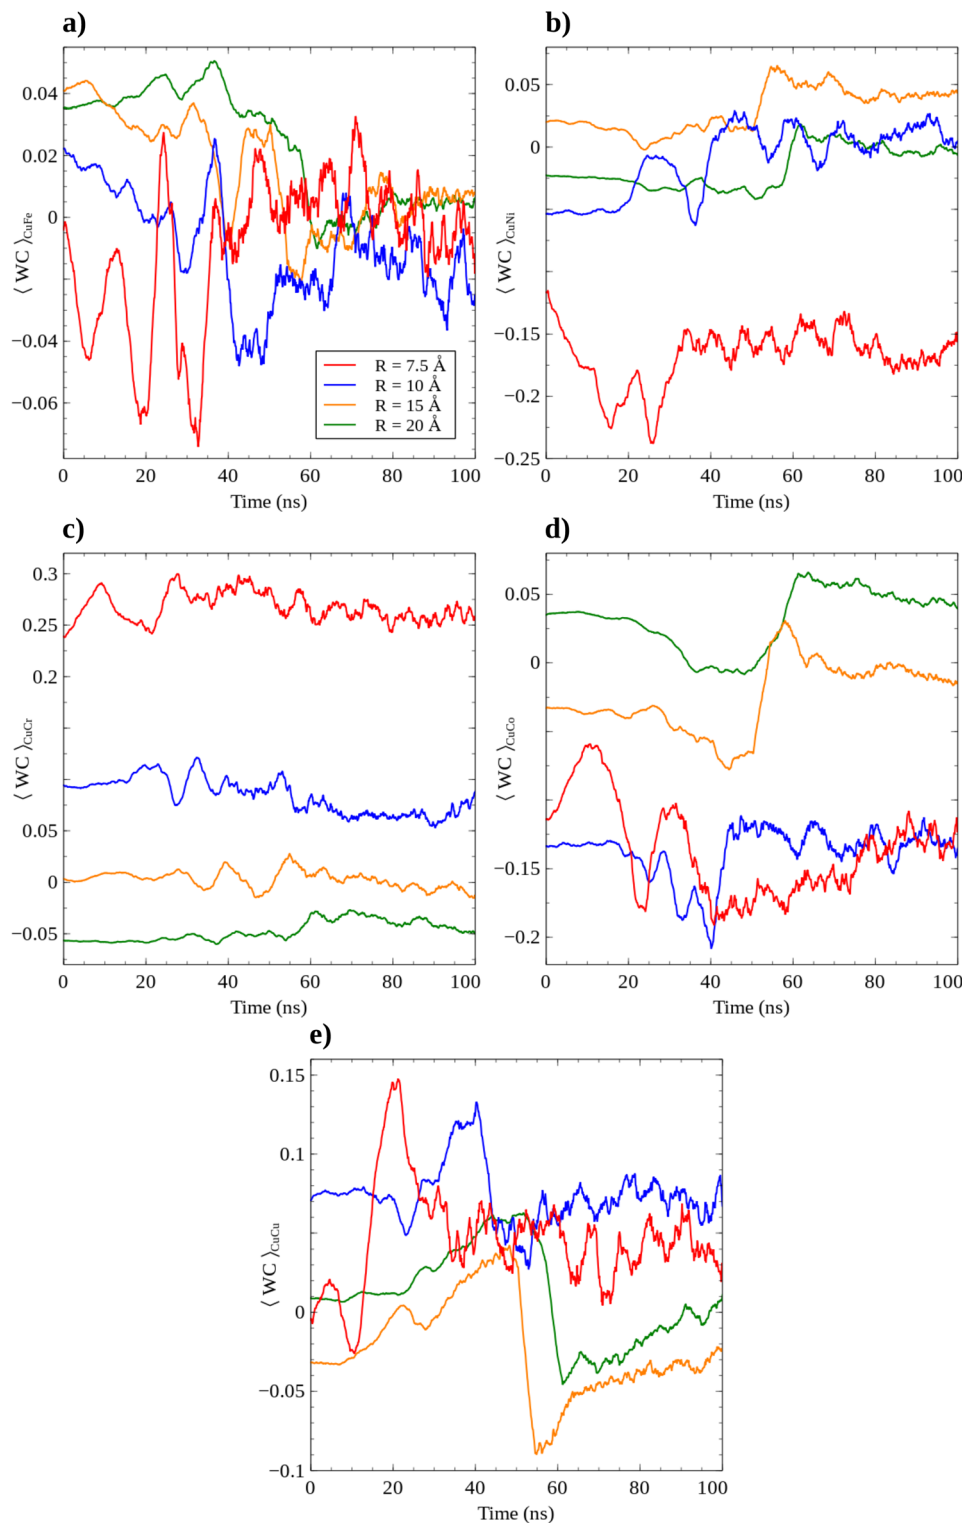 a)
0.04
0.02
0
−0.04
−0.06
⟨ WC ⟩CuFe
R = 7.5 Å
R = 10 Å
R = 15 Å
R = 20 Å
0 20 40 60 80 100
Time (ns)
b)
0.05
0
−0.15
−0.2
−0.25
⟨ WC ⟩CuNi
0 20 40 60 80 100
Time (ns)
c)
0.3
0.25
0.2
0.05
0
−0.05
⟨ WC ⟩CuCr
0 20 40 60 80 100
Time (ns)
d)
0.05
0
−0.15
−0.2
⟨ WC ⟩CuCo
0 20 40 60 80 100
Time (ns)
e)
0.15
0.1
0
−0.05
−0.1
⟨ WC ⟩CuCu
0 20 40 60 80 100
Time (ns)